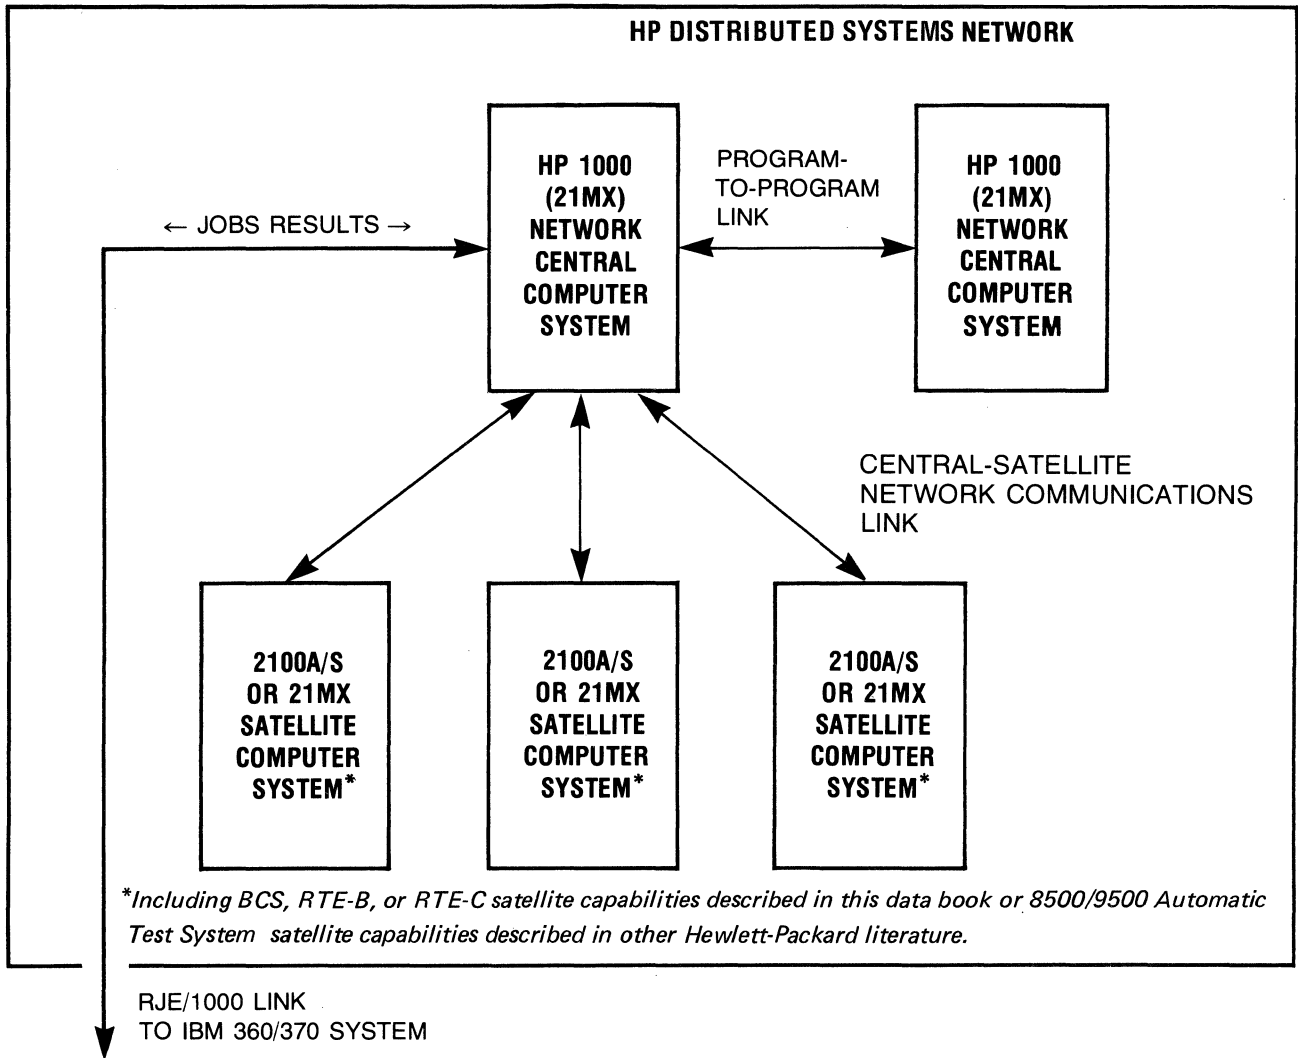 HP DISTRIBUTED SYSTEMS NETWORK
HP 1000
(21MX)
NETWORK
CENTRAL
COMPUTER
SYSTEM
PROGRAM-
TO-PROGRAM
LINK
HP 1000
(21MX)
NETWORK
CENTRAL
COMPUTER
SYSTEM
← JOBS RESULTS →
CENTRAL-SATELLITE
NETWORK COMMUNICATIONS
LINK
2100A/S
OR 21MX
SATELLITE
COMPUTER
SYSTEM*
2100A/S
OR 21MX
SATELLITE
COMPUTER
SYSTEM*
2100A/S
OR 21MX
SATELLITE
COMPUTER
SYSTEM*
*Including BCS, RTE-B, or RTE-C satellite capabilities described in this data book or 8500/9500 Automatic
Test System satellite capabilities described in other Hewlett-Packard literature.
RJE/1000 LINK
TO IBM 360/370 SYSTEM